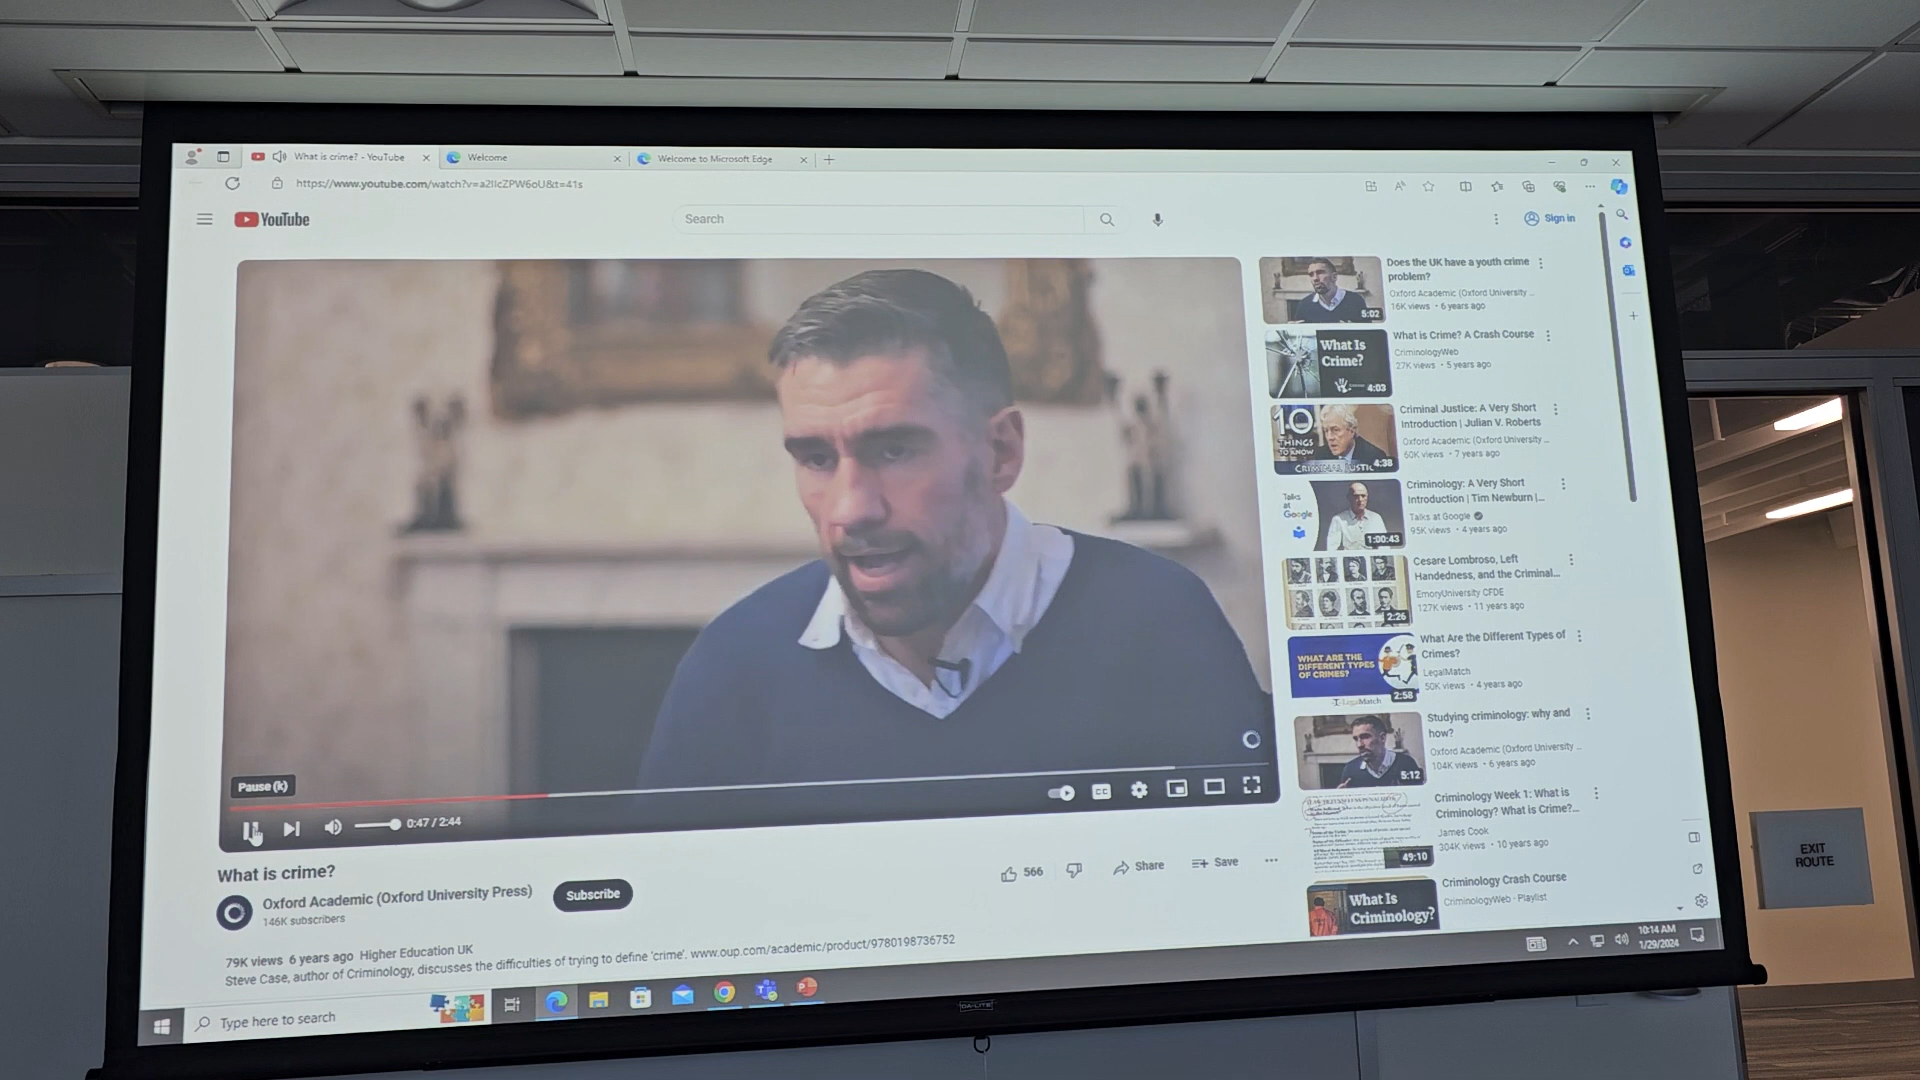 What is crime? - YouTube
Welcome
Welcome to Microsoft Edge
https://www.youtube.com/watch?v=a2IlcZPW6oU&t=41s
YouTube
Search
Sign in
Pause (k)
0:47 / 2:44
What is crime?
Oxford Academic (Oxford University Press)
146K subscribers
Subscribe
566
Share
Save
79K views 6 years ago Higher Education UK
Steve Case, author of Criminology, discusses the difficulties of trying to define 'crime'. www.oup.com/academic/product/9780198736752
Does the UK have a youth crime
problem?
Oxford Academic (Oxford University ...
16K views • 6 years ago
5:02
What is Crime? A Crash Course
CriminologyWeb
27K views • 5 years ago
What Is
Crime?
4:03
Criminal Justice: A Very Short
Introduction | Julian V. Roberts
Oxford Academic (Oxford University ...
60K views • 7 years ago
10
THINGS
TO KNOW
4:38
Criminology: A Very Short
Introduction | Tim Newburn |...
Talks at Google
95K views • 4 years ago
Talks
at
Google
1:00:43
Cesare Lombroso, Left
Handedness, and the Criminal...
EmoryUniversity CFDE
127K views • 11 years ago
2:26
What Are the Different Types of
Crimes?
LegalMatch
50K views • 4 years ago
WHAT ARE THE
DIFFERENT TYPES
OF CRIMES?
2:58
LegalMatch
Studying criminology: why and
how?
Oxford Academic (Oxford University ...
104K views • 6 years ago
5:12
Criminology Week 1: What is
Criminology? What is Crime?...
James Cook
304K views • 10 years ago
49:10
Criminology Crash Course
CriminologyWeb · Playlist
What Is
Criminology?
Type here to search
10:14 AM
1/29/2024
DA-LITE
EXIT
ROUTE